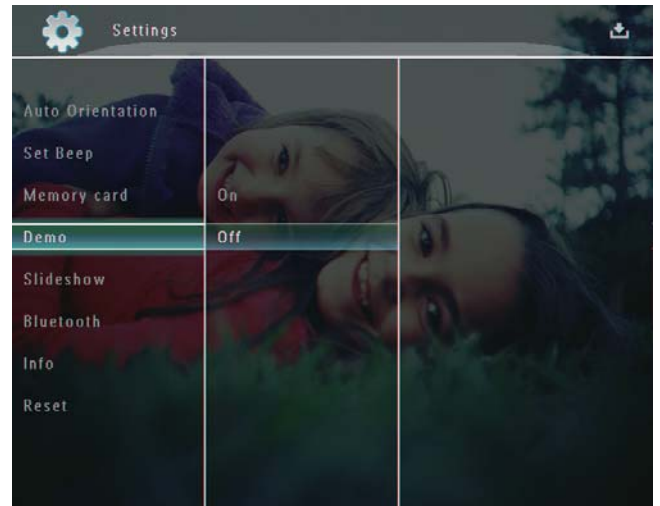 Settings
Auto Orientation
Set Beep
Memory card
On
Demo
Off
Slideshow
Bluetooth
Info
Reset